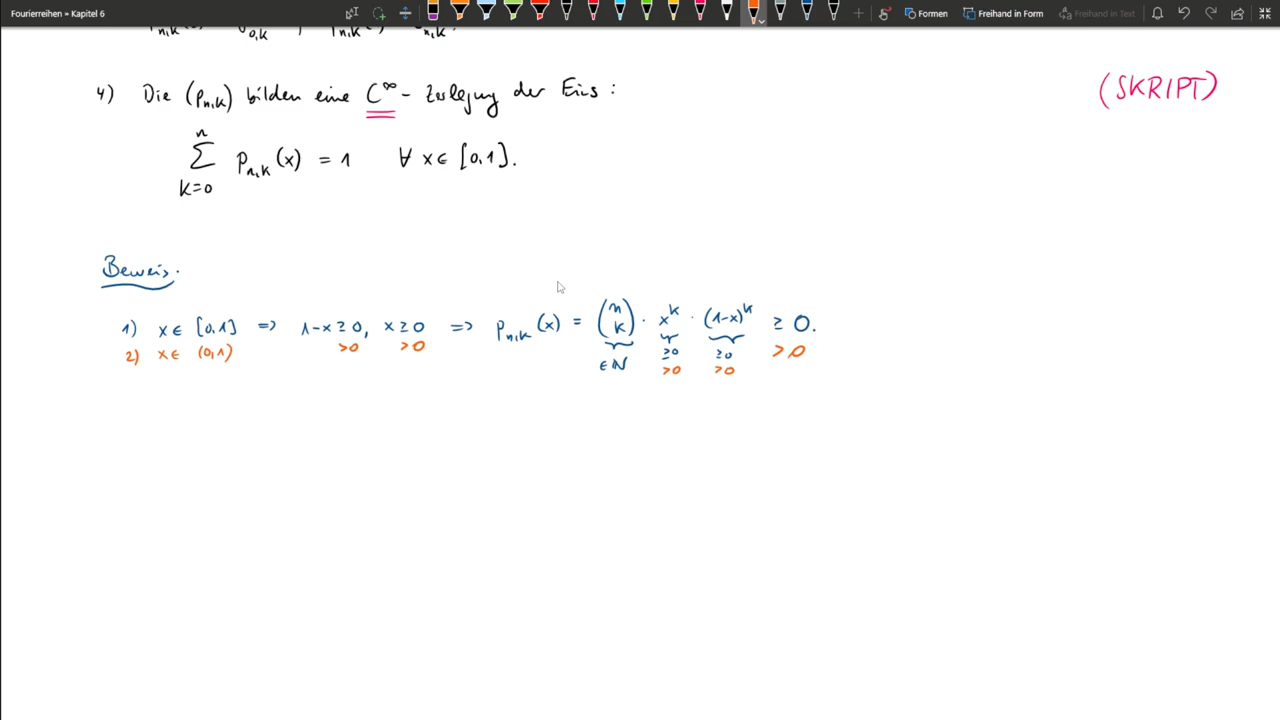 Fourierreihen » Kapitel 6
Formen
Freihand in Form
Freihand in Text
4) Die (p_{n,k}) bilden eine C^∞ - Zerlegung der Eins :
(SKRIPT)
\sum_{k=0}^{n} p_{n,k}(x) = 1 ∀ x ∈ [0,1].
Beweis.
1) x ∈ [0,1] ⇒ 1-x ≥ 0, x ≥ 0 ⇒ p_{n,k}(x) = \binom{n}{k} · x^k · (1-x)^k ≥ 0.
2) x ∈ (0,1) >0 >0 ∈ ℕ ≥0 ≥0 >0
>0 >0